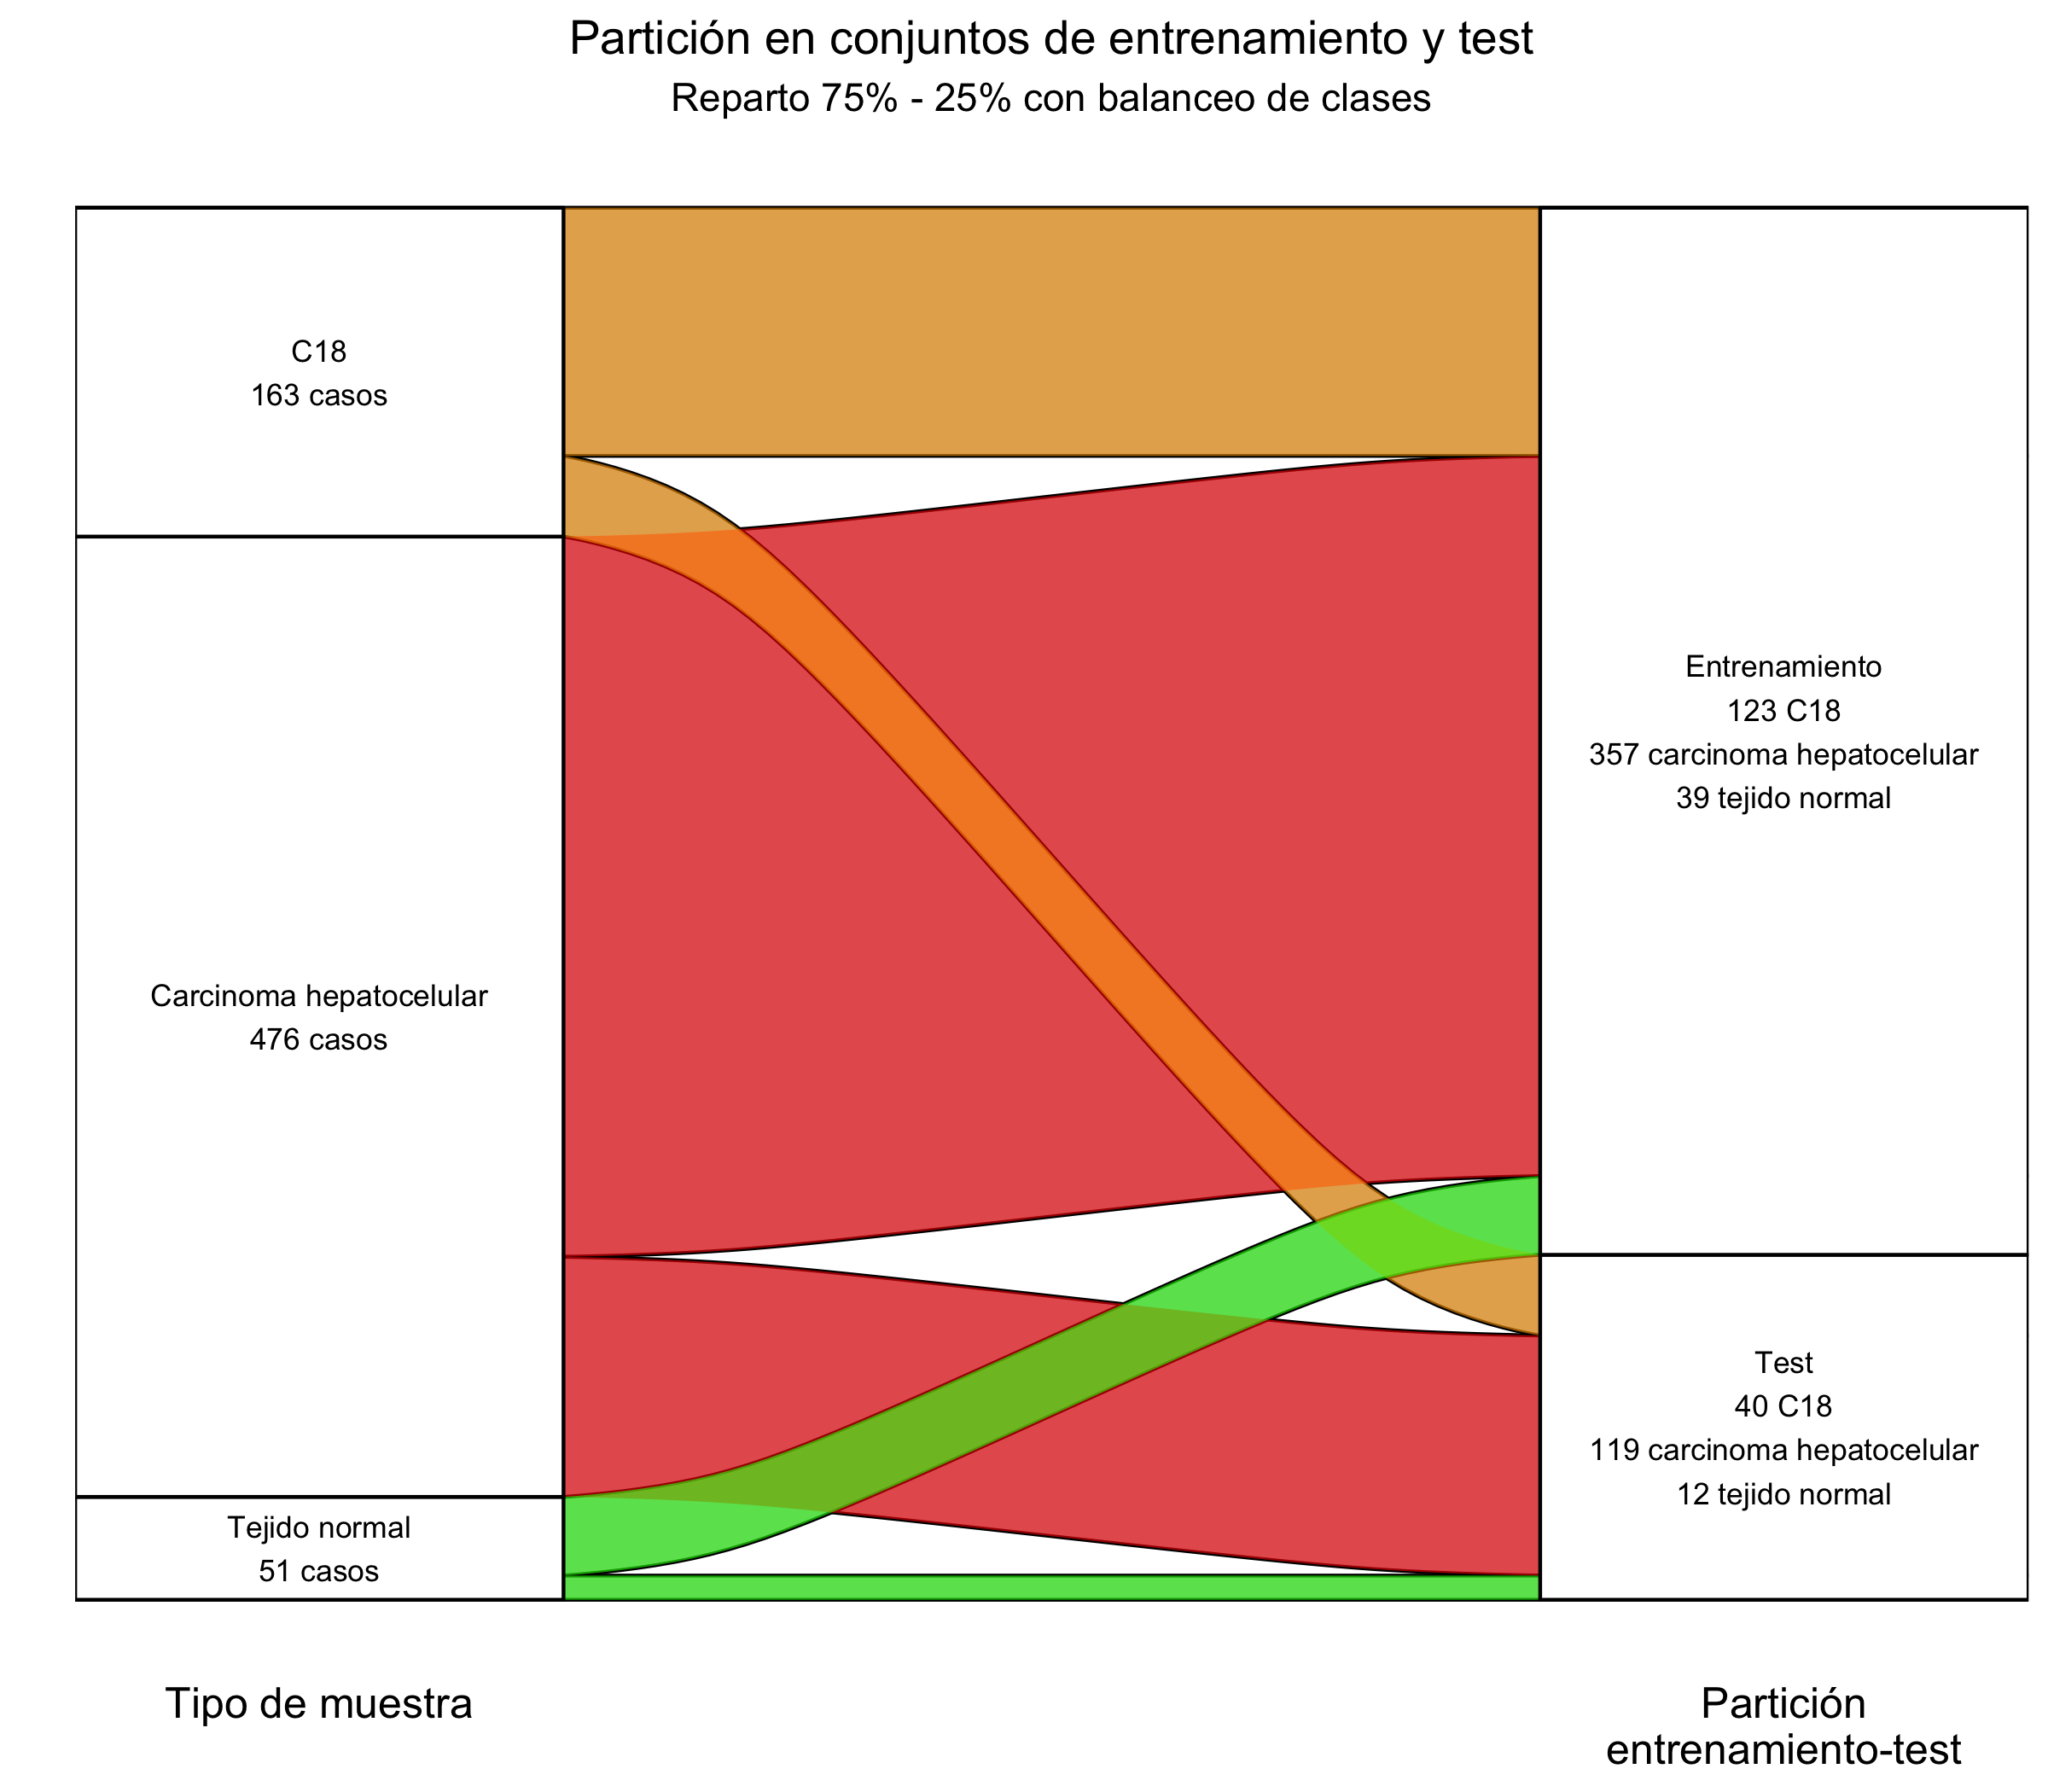 Partición en conjuntos de entrenamiento y test
Reparto 75% - 25% con balanceo de clases
C18
163 casos
Carcinoma hepatocelular
476 casos
Tejido normal
51 casos
Entrenamiento
123 C18
357 carcinoma hepatocelular
39 tejido normal
Test
40 C18
119 carcinoma hepatocelular
12 tejido normal
Tipo de muestra
Partición
entrenamiento-test